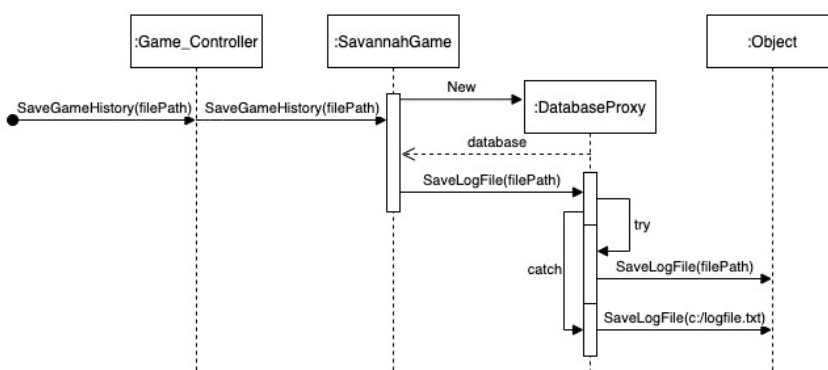 :Game_Controller
:SavannahGame
:Object
New
:DatabaseProxy
SaveGameHistory(filePath)
SaveGameHistory(filePath)
database
SaveLogFile(filePath)
try
catch
SaveLogFile(filePath)
SaveLogFile(c:/logfile.txt)